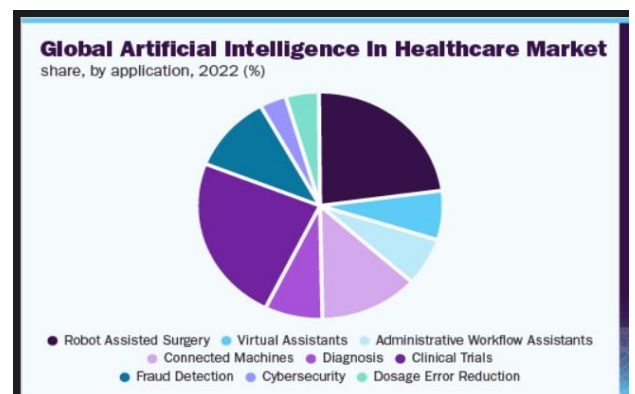 Global Artificial Intelligence In Healthcare Market
share, by application, 2022 (%)
Robot Assisted Surgery Virtual Assistants Administrative Workflow Assistants
Connected Machines Diagnosis Clinical Trials
Fraud Detection Cybersecurity Dosage Error Reduction